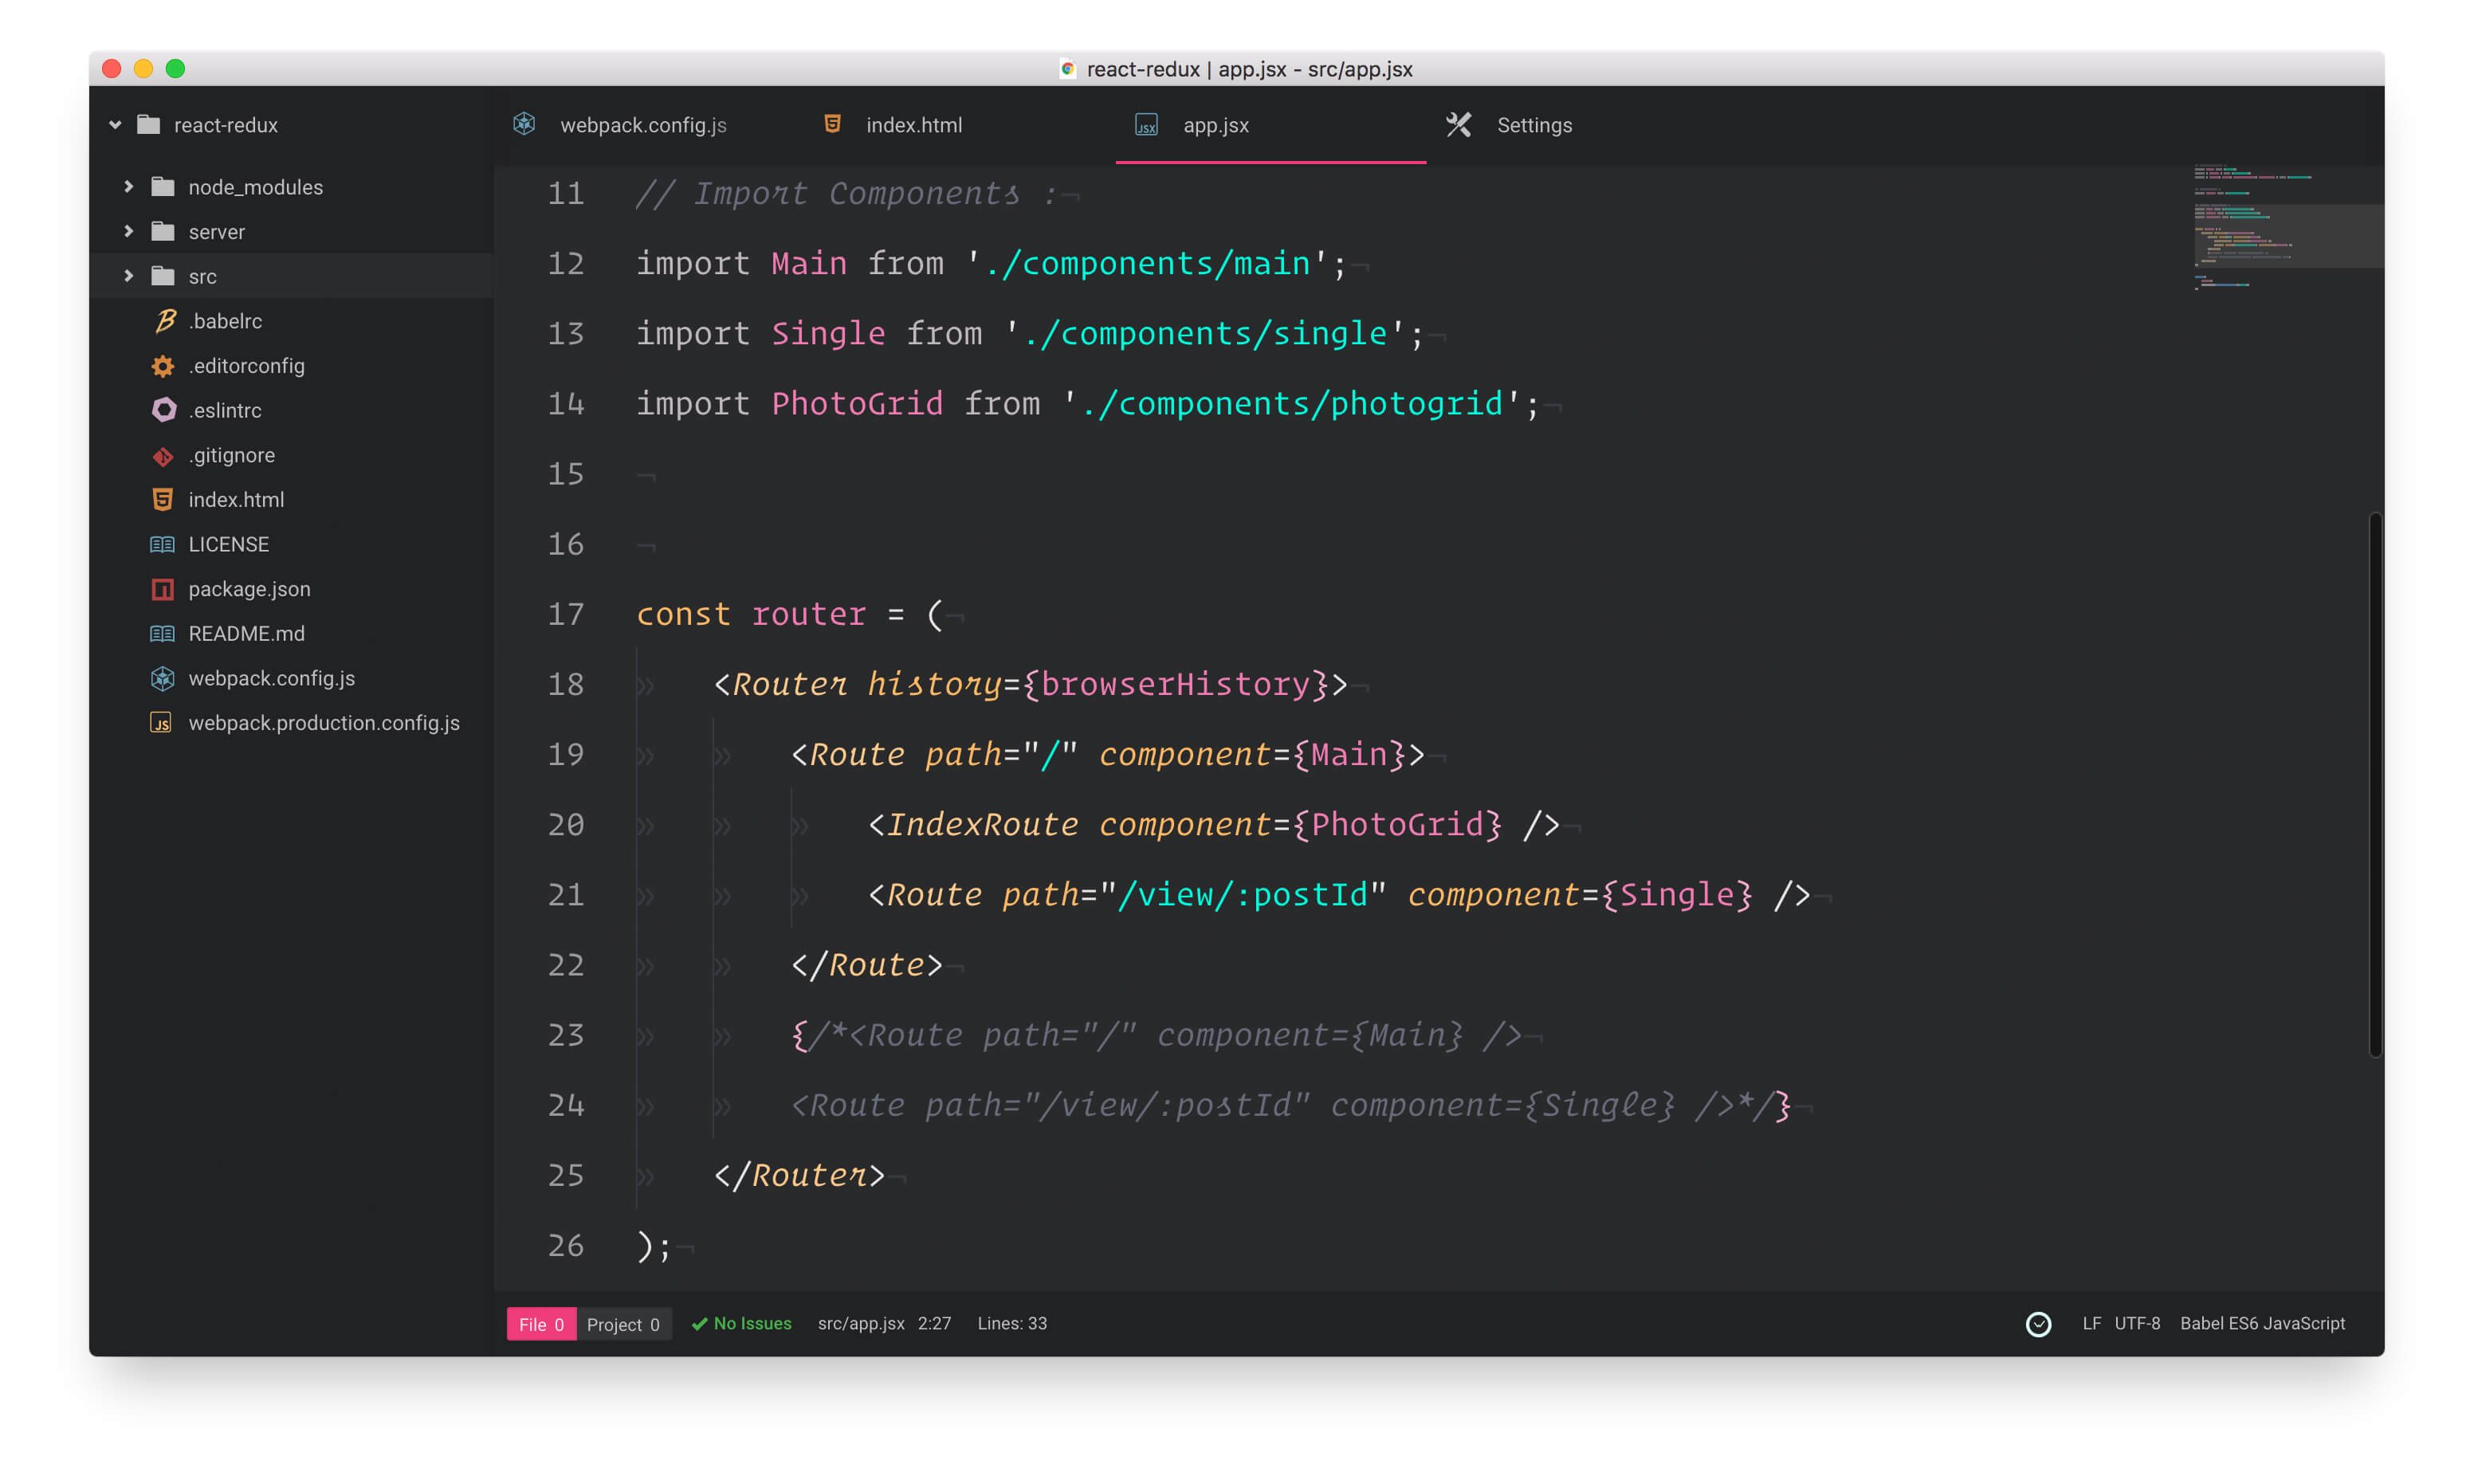 react-redux | app.jsx - src/app.jsx
react-redux
node_modules
server
src
.babelrc
.editorconfig
.eslintrc
.gitignore
index.html
LICENSE
package.json
README.md
webpack.config.js
webpack.production.config.js
webpack.config.js index.html app.jsx Settings
11 // Import Components :
12 import Main from './components/main';
13 import Single from './components/single';
14 import PhotoGrid from './components/photogrid';
15
16
17 const router = (
18 <Router history={browserHistory}>
19 <Route path="/" component={Main}>
20 <IndexRoute component={PhotoGrid} />
21 <Route path="/view/:postId" component={Single} />
22 </Route>
23 {/*<Route path="/" component={Main} />
24 <Route path="/view/:postId" component={Single} />*/}
25 </Router>
26 );
File 0 Project 0 No Issues src/app.jsx 2:27 Lines: 33 LF UTF-8 Babel ES6 JavaScript